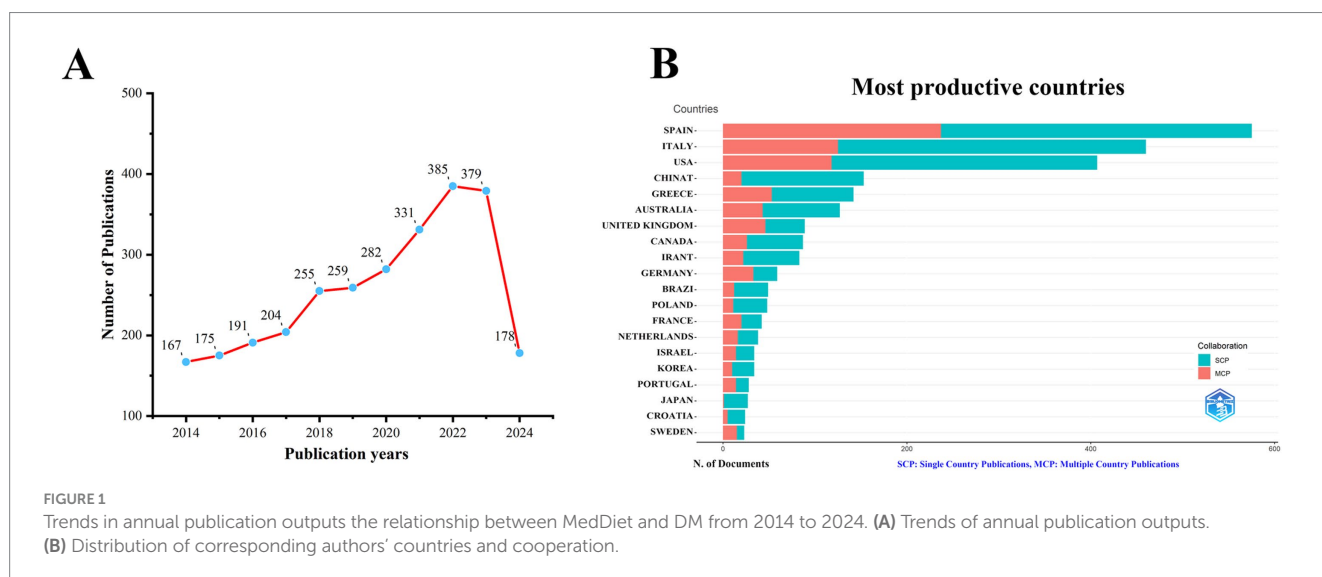 A
Number of Publications
500
400
300
200
100
167
175
191
204
255
259
282
331
385
379
178
2014
2016
2018
2020
2022
2024
Publication years
B
Most productive countries
Countries
SPAIN
ITALY
USA
CHINAT
GREECE
AUSTRALIA
UNITED KINGDOM
CANADA
IRANT
GERMANY
BRAZI
POLAND
FRANCE
NETHERLANDS
ISRAEL
KOREA
PORTUGAL
JAPAN
CROATIA
SWEDEN
Collaboration
SCP
MCP
0
200
400
600
N. of Documents
SCP: Single Country Publications, MCP: Multiple Country Publications
FIGURE 1
Trends in annual publication outputs the relationship between MedDiet and DM from 2014 to 2024. (A) Trends of annual publication outputs.
(B) Distribution of corresponding authors’ countries and cooperation.